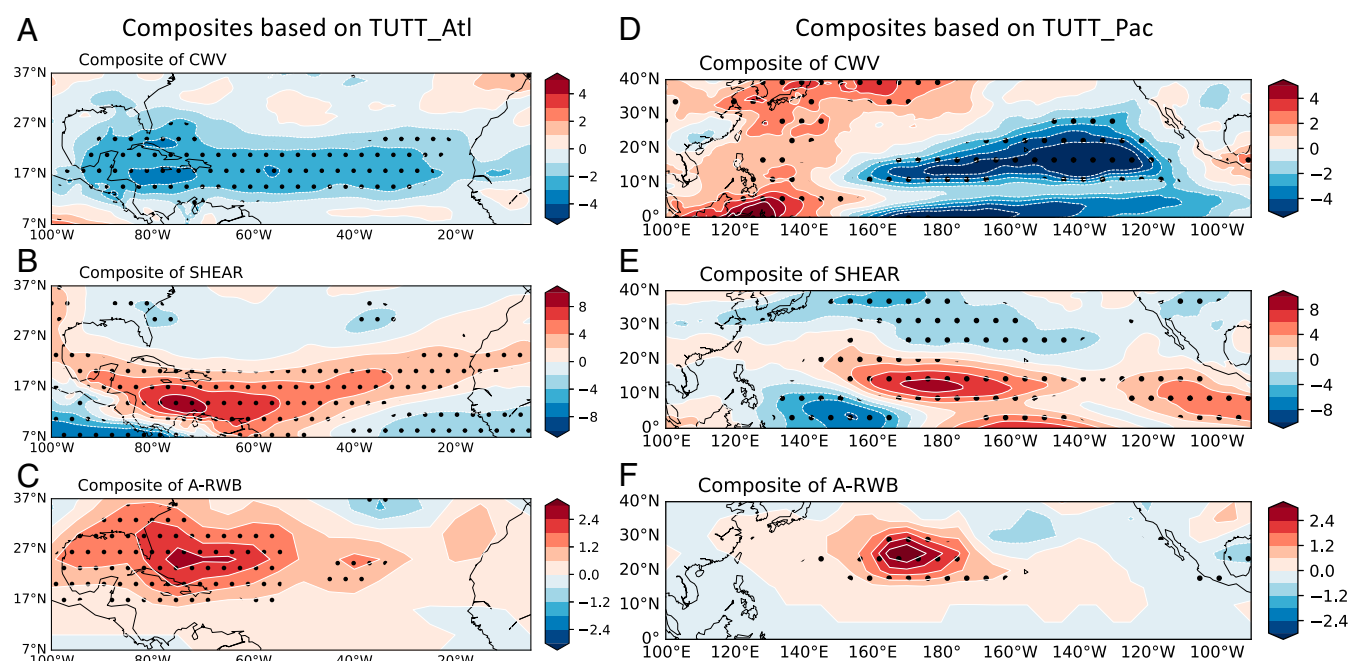 A Composites based on TUTT_Atl
Composite of CWV
37°N
27°N
17°N
7°N
100°W 80°W 60°W 40°W 20°W
4
2
0
−2
−4
B Composite of SHEAR
37°N
27°N
17°N
7°N
100°W 80°W 60°W 40°W 20°W
8
4
0
−4
−8
C Composite of A-RWB
37°N
27°N
17°N
7°N
100°W 80°W 60°W 40°W 20°W
2.4
1.2
0.0
−1.2
−2.4
D Composites based on TUTT_Pac
Composite of CWV
40°N
30°N
20°N
10°N
0°
100°E 120°E 140°E 160°E 180° 160°W 140°W 120°W 100°W
4
2
0
−2
−4
E Composite of SHEAR
40°N
30°N
20°N
10°N
0°
100°E 120°E 140°E 160°E 180° 160°W 140°W 120°W 100°W
8
4
0
−4
−8
F Composite of A-RWB
40°N
30°N
20°N
10°N
0°
100°E 120°E 140°E 160°E 180° 160°W 140°W 120°W 100°W
2.4
1.2
0.0
−1.2
−2.4